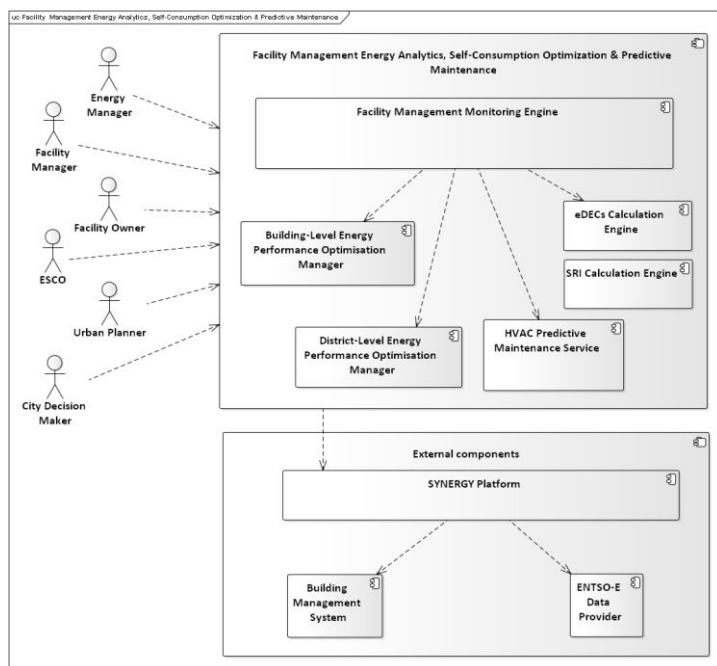 uc Facility Management Energy Analytics, Self-Consumption Optimization & Predictive Maintenance
Facility Management Energy Analytics, Self-Consumption Optimization & Predictive
Maintenance
Energy
Manager
Facility Management Monitoring Engine
Facility
Manager
Facility Owner
eDECs Calculation
Engine
Building-Level Energy
Performance Optimisation
Manager
ESCO
SRI Calculation Engine
Urban Planner
HVAC Predictive
Maintenance Service
District-Level Energy
Performance Optimisation
Manager
City Decision
Maker
External components
SYNERGY Platform
Building
Management
System
ENTSO-E
Data
Provider